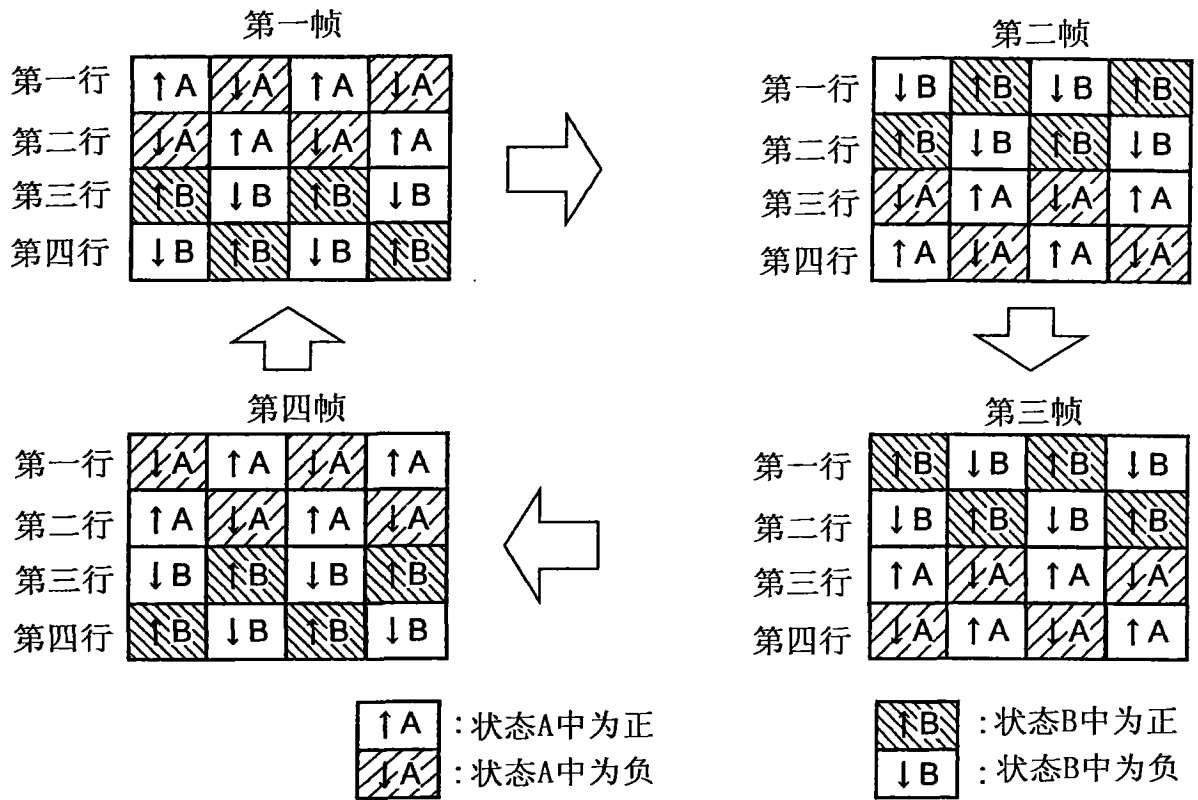 第一帧
第一行 ↑A ↓A ↑A ↓A
第二行 ↓A ↑A ↓A ↑A
第三行 ↑B ↓B ↑B ↓B
第四行 ↓B ↑B ↓B ↑B
第二帧
第一行 ↓B ↑B ↓B ↑B
第二行 ↑B ↓B ↑B ↓B
第三行 ↓A ↑A ↓A ↑A
第四行 ↑A ↓A ↑A ↓A
第四帧
第一行 ↓A ↑A ↓A ↑A
第二行 ↑A ↓A ↑A ↓A
第三行 ↓B ↑B ↓B ↑B
第四行 ↑B ↓B ↑B ↓B
第三帧
第一行 ↑B ↓B ↑B ↓B
第二行 ↓B ↑B ↓B ↑B
第三行 ↑A ↓A ↑A ↓A
第四行 ↓A ↑A ↓A ↑A
↑A :状态A中为正
↓A :状态A中为负
↑B :状态B中为正
↓B :状态B中为负